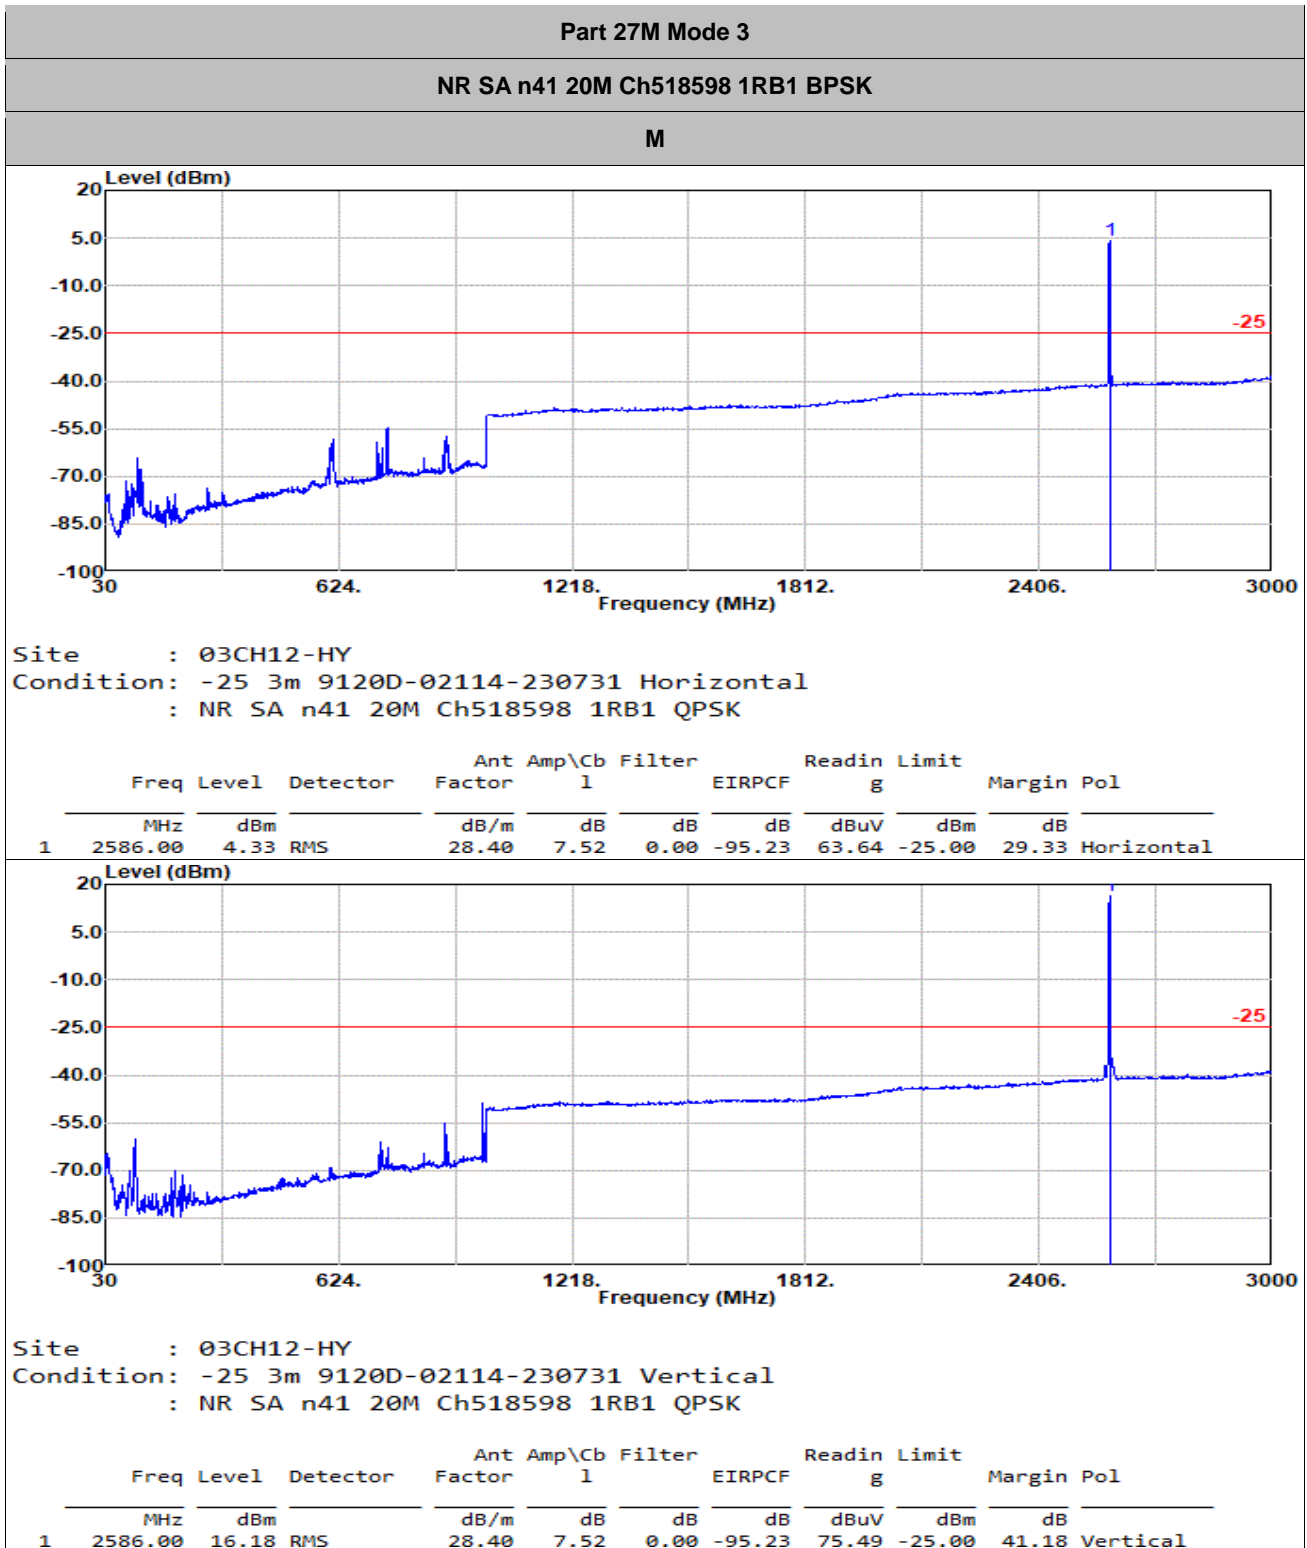 Part 27M Mode 3
NR SA n41 20M Ch518598 1RB1 BPSK
M
Level (dBm)
20
5.0
-10.0
-25.0
-40.0
-55.0
-70.0
-85.0
-100
1
-25
30 624. 1218. 1812. 2406. 3000
Frequency (MHz)
Site : 03CH12-HY
Condition: -25 3m 9120D-02114-230731 Horizontal
: NR SA n41 20M Ch518598 1RB1 QPSK
Ant Amp\Cb Filter Readin Limit
Freq Level Detector Factor l EIRPCF g Margin Pol
MHz dBm dB/m dB dB dB dBuV dBm dB
1 2586.00 4.33 RMS 28.40 7.52 0.00 -95.23 63.64 -25.00 29.33 Horizontal
Level (dBm)
20
5.0
-10.0
-25.0
-40.0
-55.0
-70.0
-85.0
-100
-25
30 624. 1218. 1812. 2406. 3000
Frequency (MHz)
Site : 03CH12-HY
Condition: -25 3m 9120D-02114-230731 Vertical
: NR SA n41 20M Ch518598 1RB1 QPSK
Ant Amp\Cb Filter Readin Limit
Freq Level Detector Factor l EIRPCF g Margin Pol
MHz dBm dB/m dB dB dB dBuV dBm dB
1 2586.00 16.18 RMS 28.40 7.52 0.00 -95.23 75.49 -25.00 41.18 Vertical